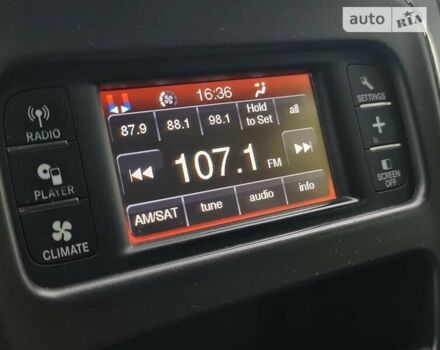 auto RIA
16:36
87.9 88.1 98.1 Hold to Set all
107.1 FM
AM/SAT tune audio info
RADIO
PLAYER
CLIMATE
SETTINGS
SCREEN OFF